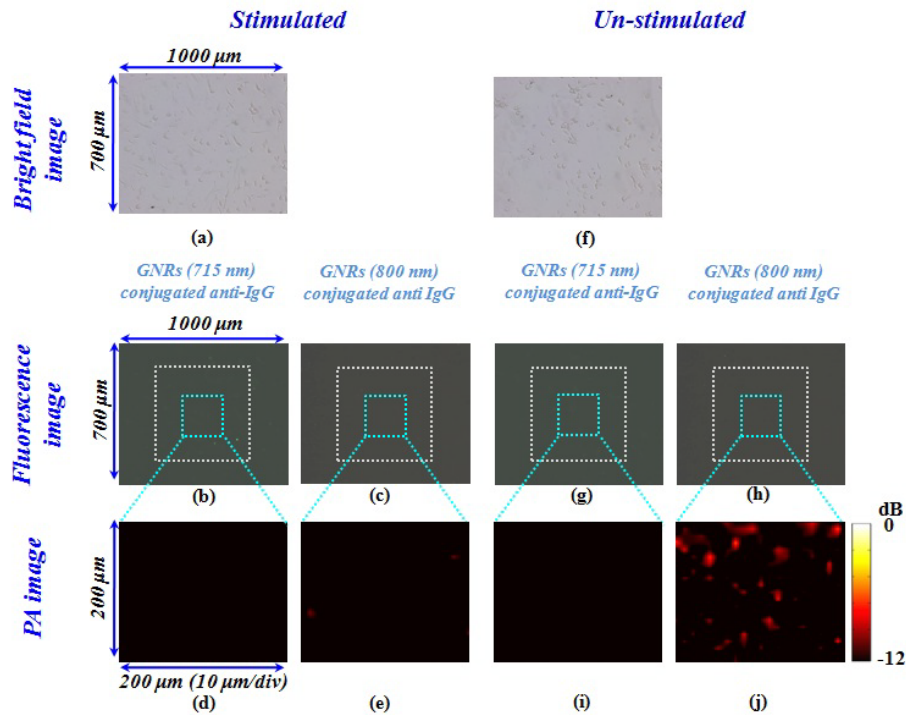 Stimulated
Un-stimulated
1000 μm
Bright field
image
700 μm
(a)
(f)
GNRs (715 nm)
conjugated anti-IgG
GNRs (800 nm)
conjugated anti IgG
GNRs (715 nm)
conjugated anti-IgG
GNRs (800 nm)
conjugated anti IgG
1000 μm
Fluorescence
image
700 μm
(b)
(c)
(g)
(h)
PA image
200 μm
dB
0
-12
200 μm (10 μm/div)
(d)
(e)
(i)
(j)